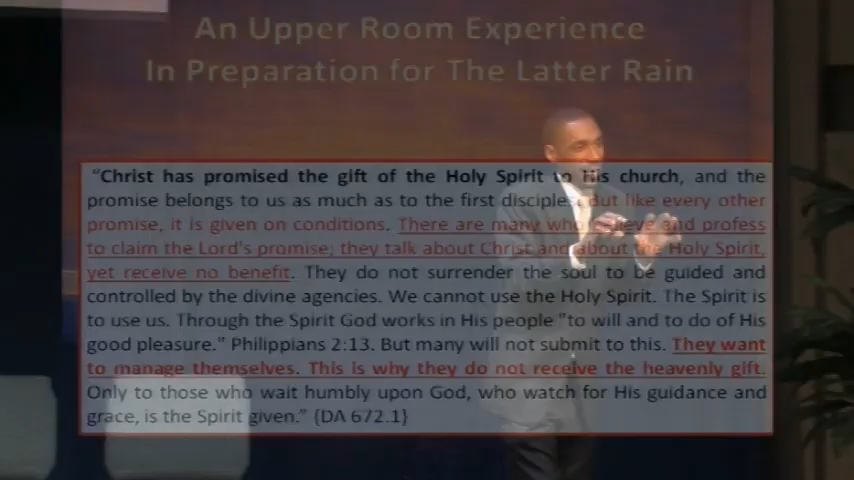 An Upper Room Experience
In Preparation for The Latter Rain
“Christ has promised the gift of the Holy Spirit to His church, and the
promise belongs to us as much as to the first disciples. But like every other
promise, it is given on conditions. There are many who believe and profess
to claim the Lord's promise; they talk about Christ and about the Holy Spirit,
yet receive no benefit. They do not surrender the soul to be guided and
controlled by the divine agencies. We cannot use the Holy Spirit. The Spirit is
to use us. Through the Spirit God works in His people "to will and to do of His
good pleasure." Philippians 2:13. But many will not submit to this. They want
to manage themselves. This is why they do not receive the heavenly gift.
Only to those who wait humbly upon God, who watch for His guidance and
grace, is the Spirit given.” {DA 672.1}